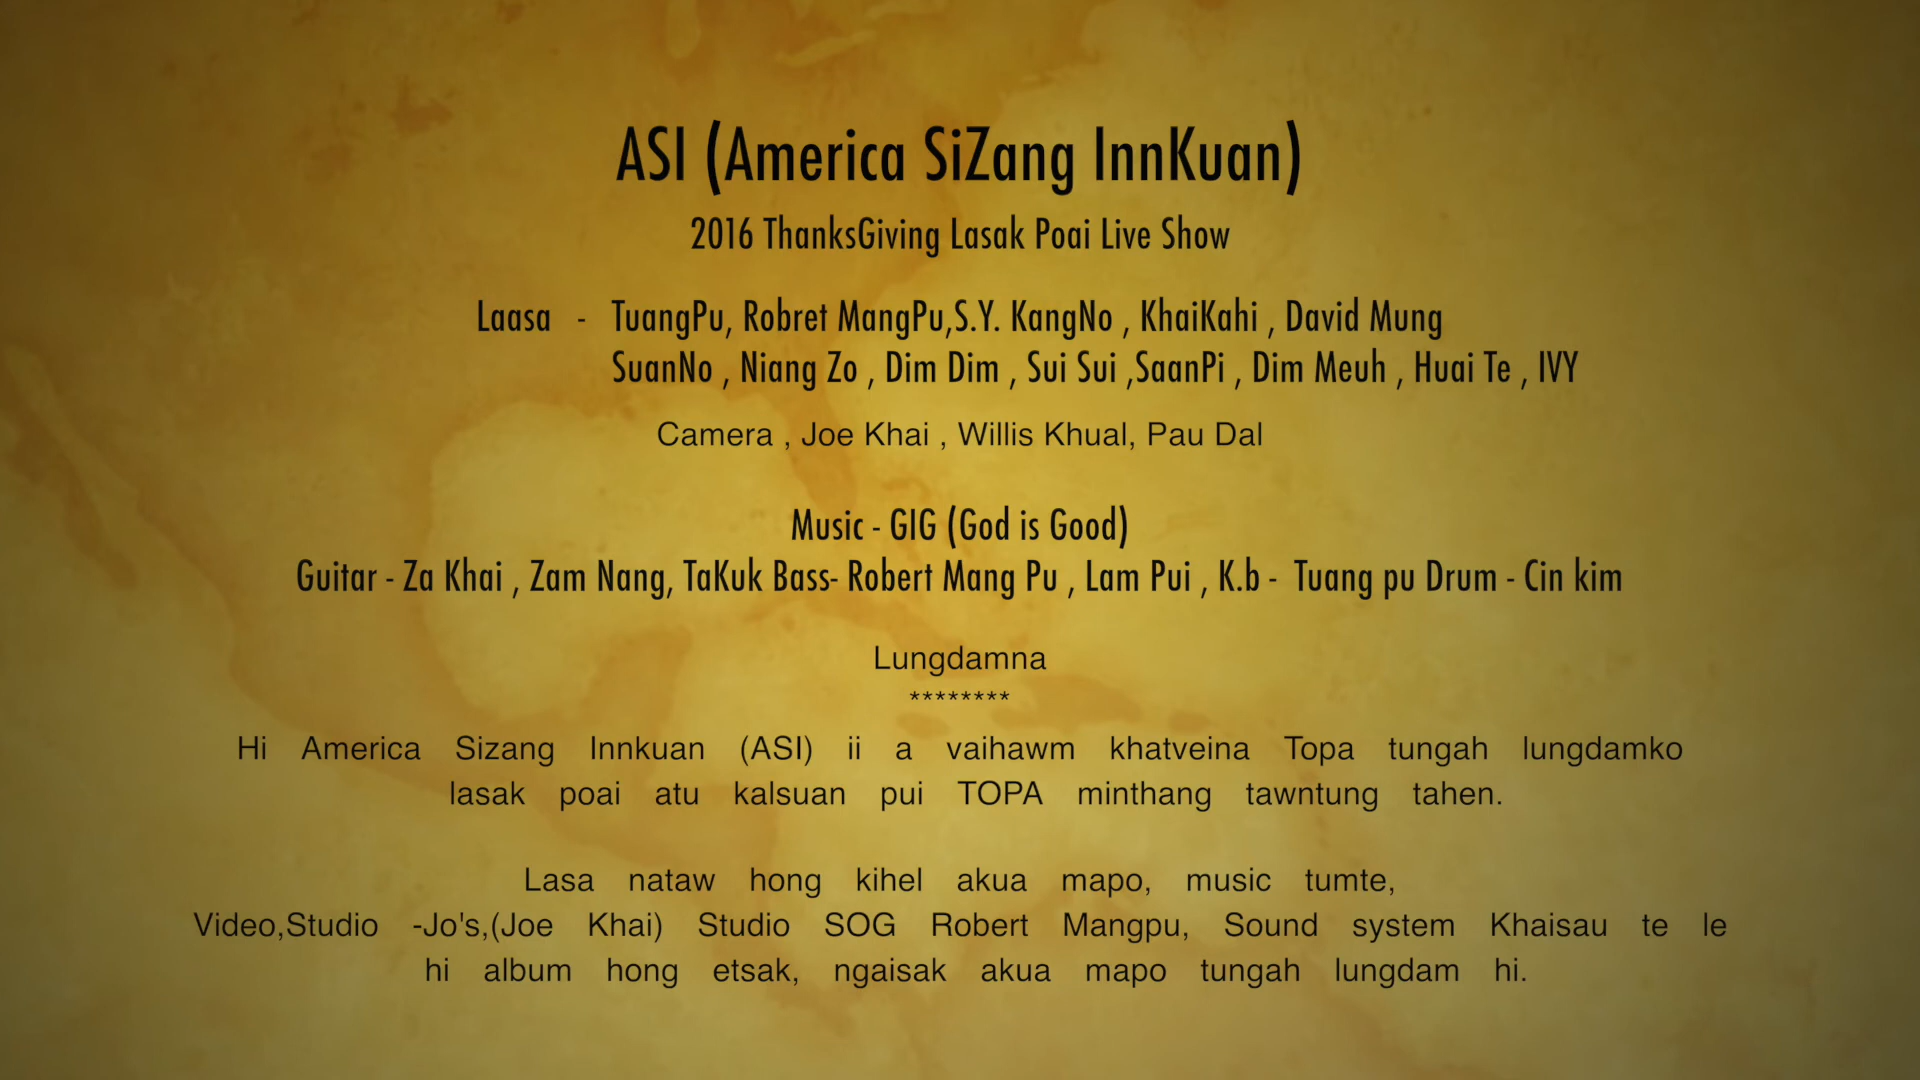 ASI (America SiZang InnKuan)
2016 ThanksGiving Lasak Poai Live Show
Laasa - TuangPu, Robret MangPu,S.Y. KangNo , KhaiKahi , David Mung
SuanNo , Niang Zo , Dim Dim , Sui Sui ,SaanPi , Dim Meuh , Huai Te , IVY
Camera , Joe Khai , Willis Khual, Pau Dal
Music - GIG (God is Good)
Guitar - Za Khai , Zam Nang, TaKuk Bass- Robert Mang Pu , Lam Pui , K.b - Tuang pu Drum - Cin kim
Lungdamna
********
Hi America Sizang Innkuan (ASI) ii a vaihawm khatveina Topa tungah lungdamko
lasak poai atu kalsuan pui TOPA minthang tawntung tahen.
Lasa nataw hong kihel akua mapo, music tumte,
Video,Studio -Jo's,(Joe Khai) Studio SOG Robert Mangpu, Sound system Khaisau te le
hi album hong etsak, ngaisak akua mapo tungah lungdam hi.